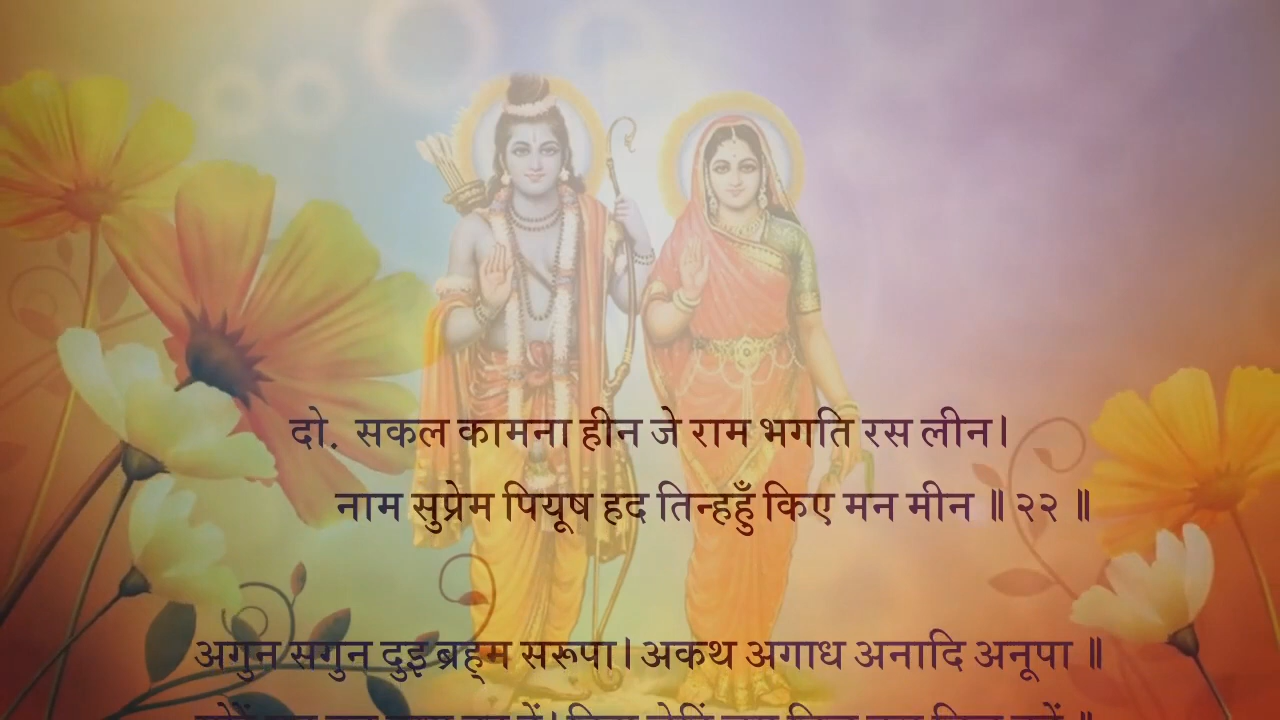 दो. सकल कामना हीन जे राम भगति रस लीन।
नाम सुप्रेम पियूष हद तिन्हहुँ किए मन मीन ॥ २२ ॥
अगुन सगुन दुइ ब्रह्म सरूपा। अकथ अगाध अनादि अनूपा ॥